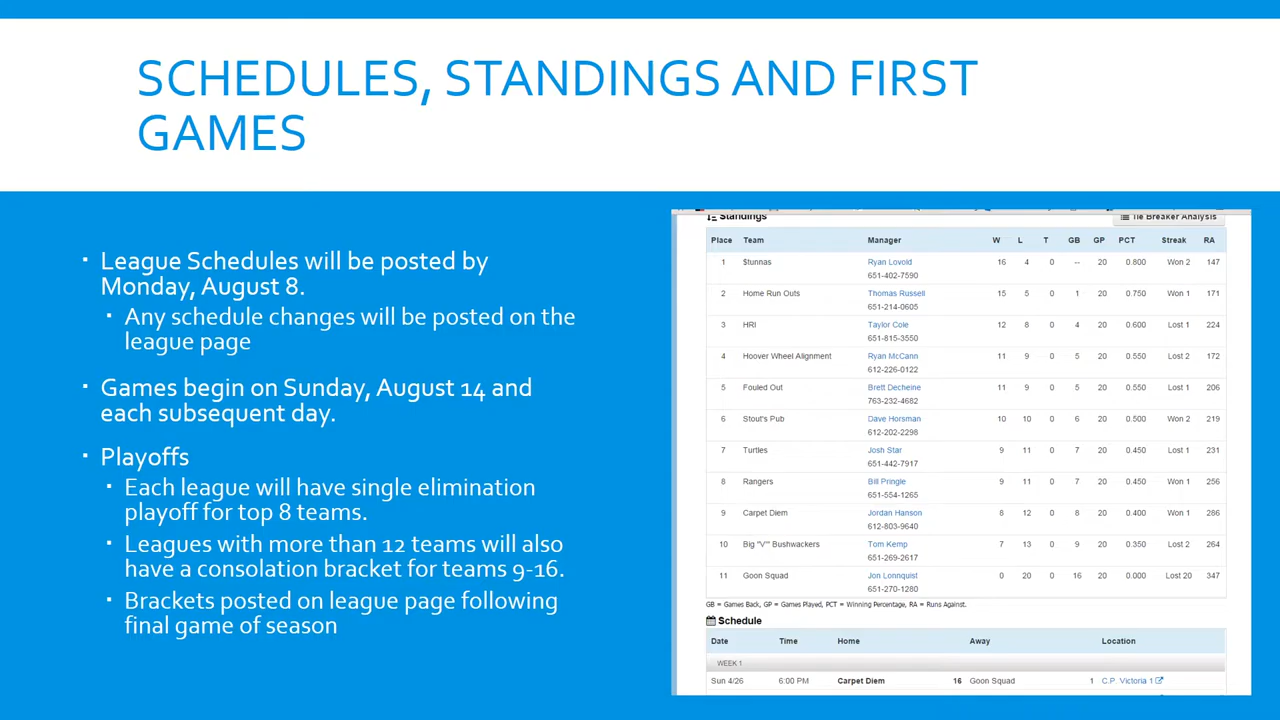 SCHEDULES, STANDINGS AND FIRST
GAMES
League Schedules will be posted by
Monday, August 8.
Any schedule changes will be posted on the
league page
Games begin on Sunday, August 14 and
each subsequent day.
Playoffs
Each league will have single elimination
playoff for top 8 teams.
Leagues with more than 12 teams will also
have a consolation bracket for teams 9-16.
Brackets posted on league page following
final game of season
Standings Tie Breaker Analysis
Place Team Manager W L T GB GP PCT Streak RA
1 $tunnas Ryan Lovold 16 4 0 -- 20 0.800 Won 2 147
651-402-7590
2 Home Run Outs Thomas Russell 15 5 0 1 20 0.750 Won 1 171
651-214-0605
3 HRI Taylor Cole 12 8 0 4 20 0.600 Lost 1 224
651-815-3550
4 Hoover Wheel Alignment Ryan McCann 11 9 0 5 20 0.550 Lost 2 172
612-226-0122
5 Fouled Out Brett Decheine 11 9 0 5 20 0.550 Lost 1 206
763-232-4682
6 Stout's Pub Dave Horsman 10 10 0 6 20 0.500 Won 2 219
612-202-2298
7 Turtles Josh Star 9 11 0 7 20 0.450 Lost 1 231
651-442-7917
8 Rangers Bill Pringle 9 11 0 7 20 0.450 Won 1 256
651-554-1265
9 Carpet Diem Jordan Hanson 8 12 0 8 20 0.400 Won 1 286
612-803-9640
10 Big "V'" Bushwackers Tom Kemp 7 13 0 9 20 0.350 Lost 2 264
651-269-2617
11 Goon Squad Jon Lonnquist 0 20 0 16 20 0.000 Lost 20 347
651-270-1280
GB = Games Back, GP = Games Played, PCT = Winning Percentage, RA = Runs Against.
Schedule
Date Time Home Away Location
WEEK 1
Sun 4/26 6:00 PM Carpet Diem 16 Goon Squad 1 C.P. Victoria 1